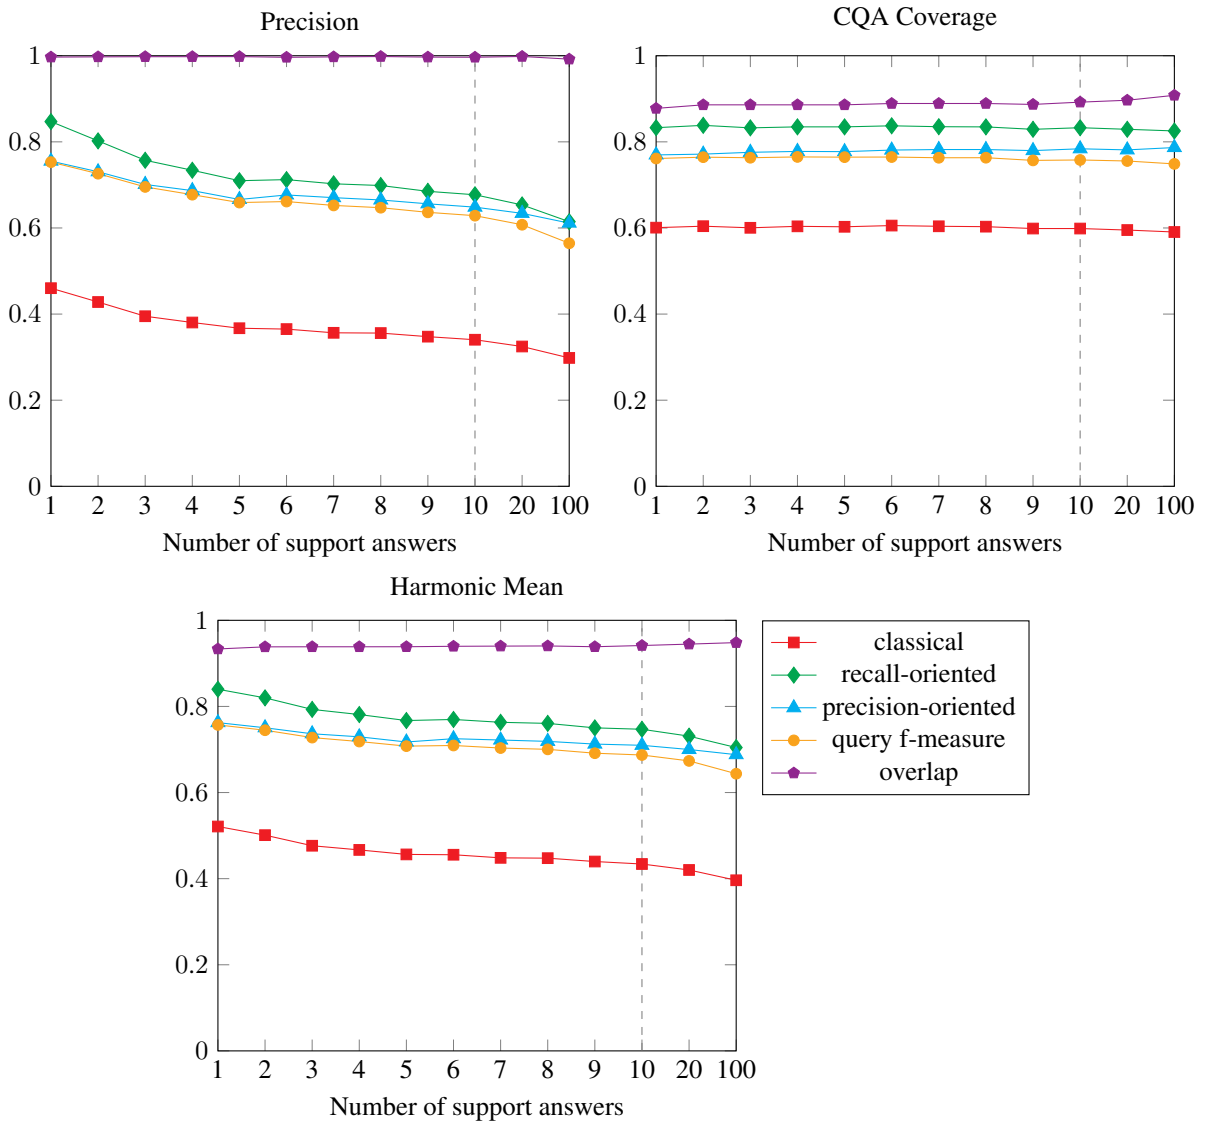 Precision
1
0.8
0.6
0.4
0.2
0
1 2 3 4 5 6 7 8 9 10 20 100
Number of support answers
CQA Coverage
1
0.8
0.6
0.4
0.2
0
1 2 3 4 5 6 7 8 9 10 20 100
Number of support answers
Harmonic Mean
1
0.8
0.6
0.4
0.2
0
1 2 3 4 5 6 7 8 9 10 20 100
Number of support answers
classical
recall-oriented
precision-oriented
query f-measure
overlap